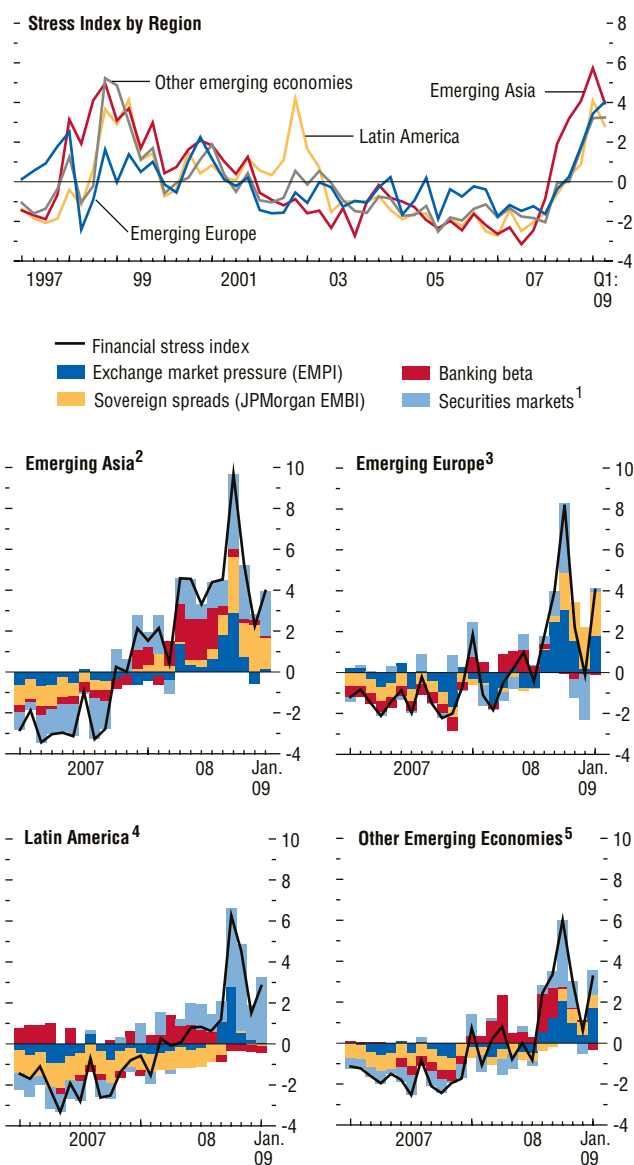 Stress Index by Region
8
Other emerging economies
6
Emerging Asia
4
Latin America
2
0
Emerging Europe
-2
-4
1997 99 2001 03 05 07 Q1:
09
Financial stress index
Exchange market pressure (EMPI) Banking beta
Sovereign spreads (JPMorgan EMBI) Securities markets1
Emerging Asia2
10
8
6
4
2
0
-2
-4
2007 08 Jan.
09
Emerging Europe3
10
8
6
4
2
0
-2
-4
2007 08 Jan.
09
Latin America 4
10
8
6
4
2
0
-2
-4
2007 08 Jan.
09
Other Emerging Economies5
10
8
6
4
2
0
-2
-4
2007 08 Jan.
09